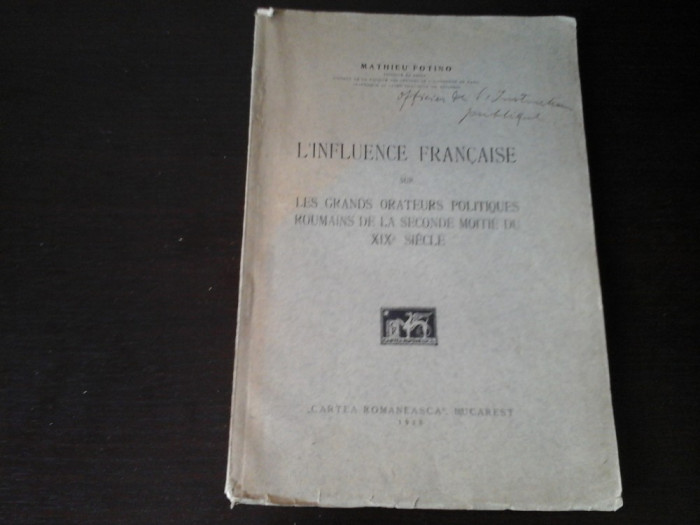 MATHIEU FOTINO
officier de l'Instruction
publique
L'INFLUENCE FRANÇAISE
SUR
LES GRANDS ORATEURS POLITIQUES
ROUMAINS DE LA SECONDE MOITIÉ DU
XIXe SIÈCLE
„CARTEA ROMANEASCA", BUCAREST